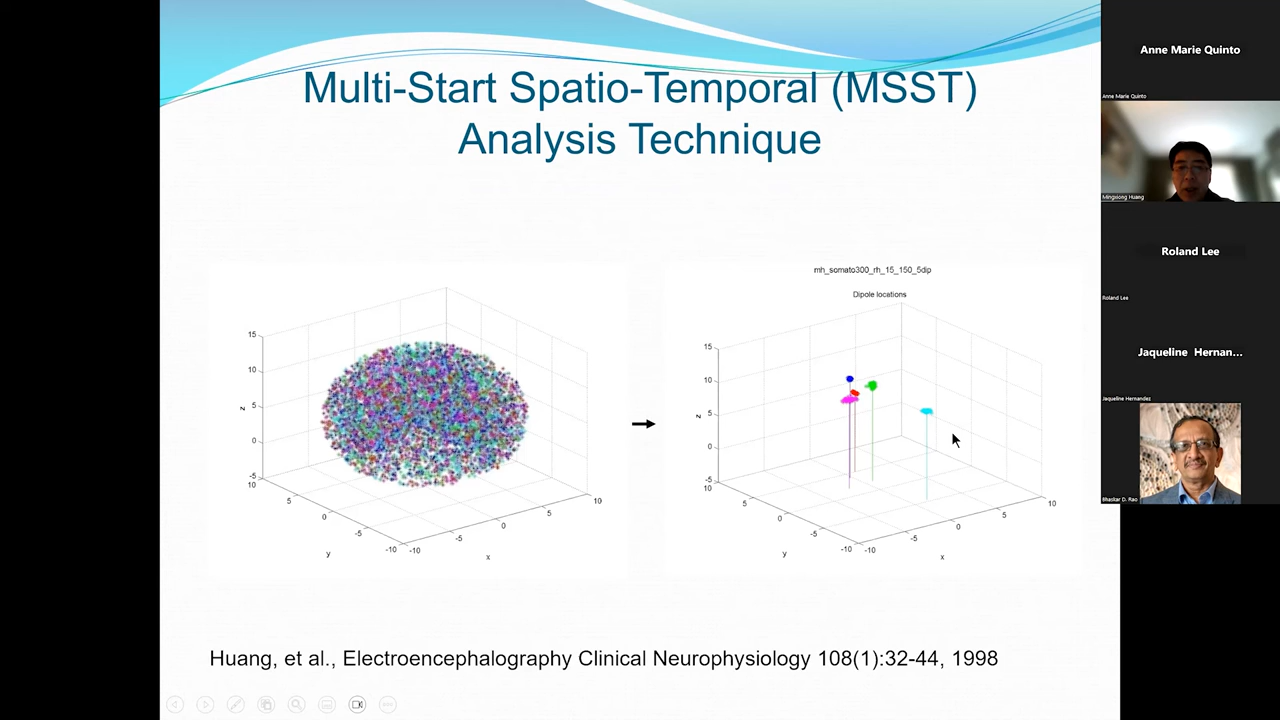 Multi-Start Spatio-Temporal (MSST)
Analysis Technique
15
10
5
0
-5
z
10
5
0
-5
-10
y
-10
-5
0
5
10
x
mh_somato300_rh_15_150_5dip
Dipole locations
15
10
5
0
-5
z
10
5
0
-5
-10
y
-10
-5
0
5
10
x
Huang, et al., Electroencephalography Clinical Neurophysiology 108(1):32-44, 1998
Anne Marie Quinto
Anne Marie Quinto
Mingxiong Huang
Roland Lee
Roland Lee
Jaqueline Hernan...
Jaqueline Hernandez
Bhaskar D. Rao